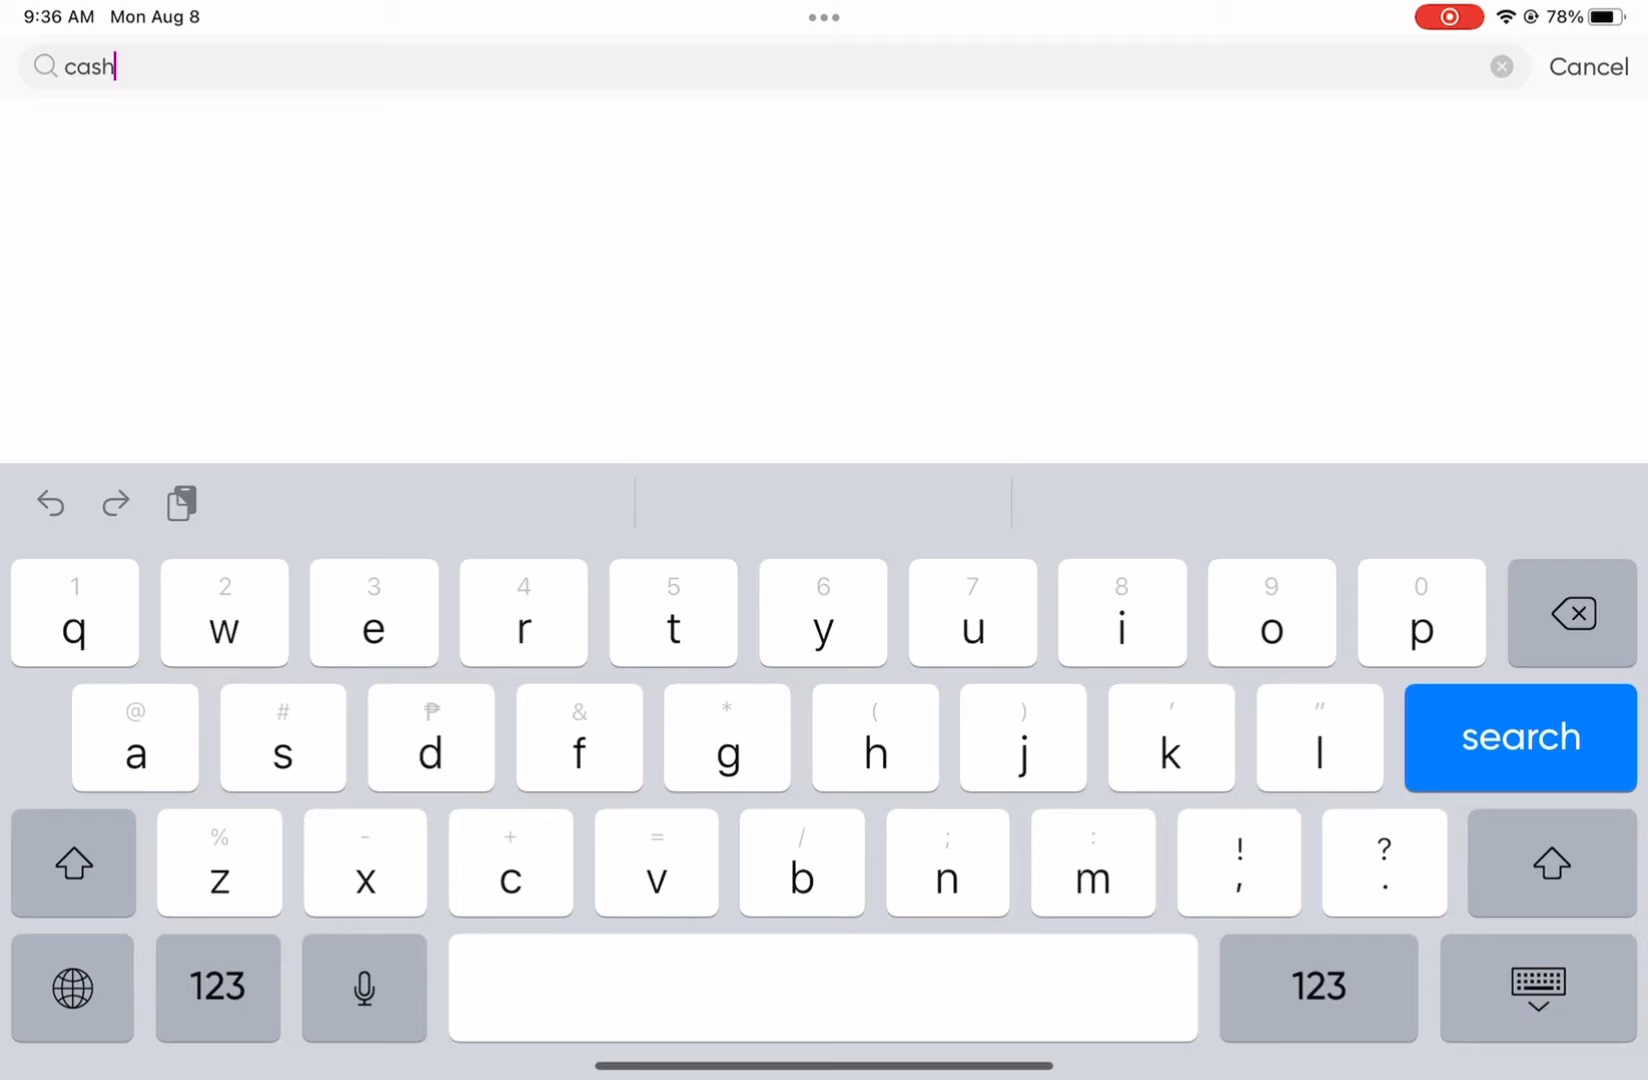 9:36 AM Mon Aug 8
78%
cash
Cancel
1 2 3 4 5 6 7 8 9 0
q w e r t y u i o p
@ # ₱ & * ( ) ' "
a s d f g h j k l
search
% - + = / ; : ! ?
z x c v b n m , .
123
123